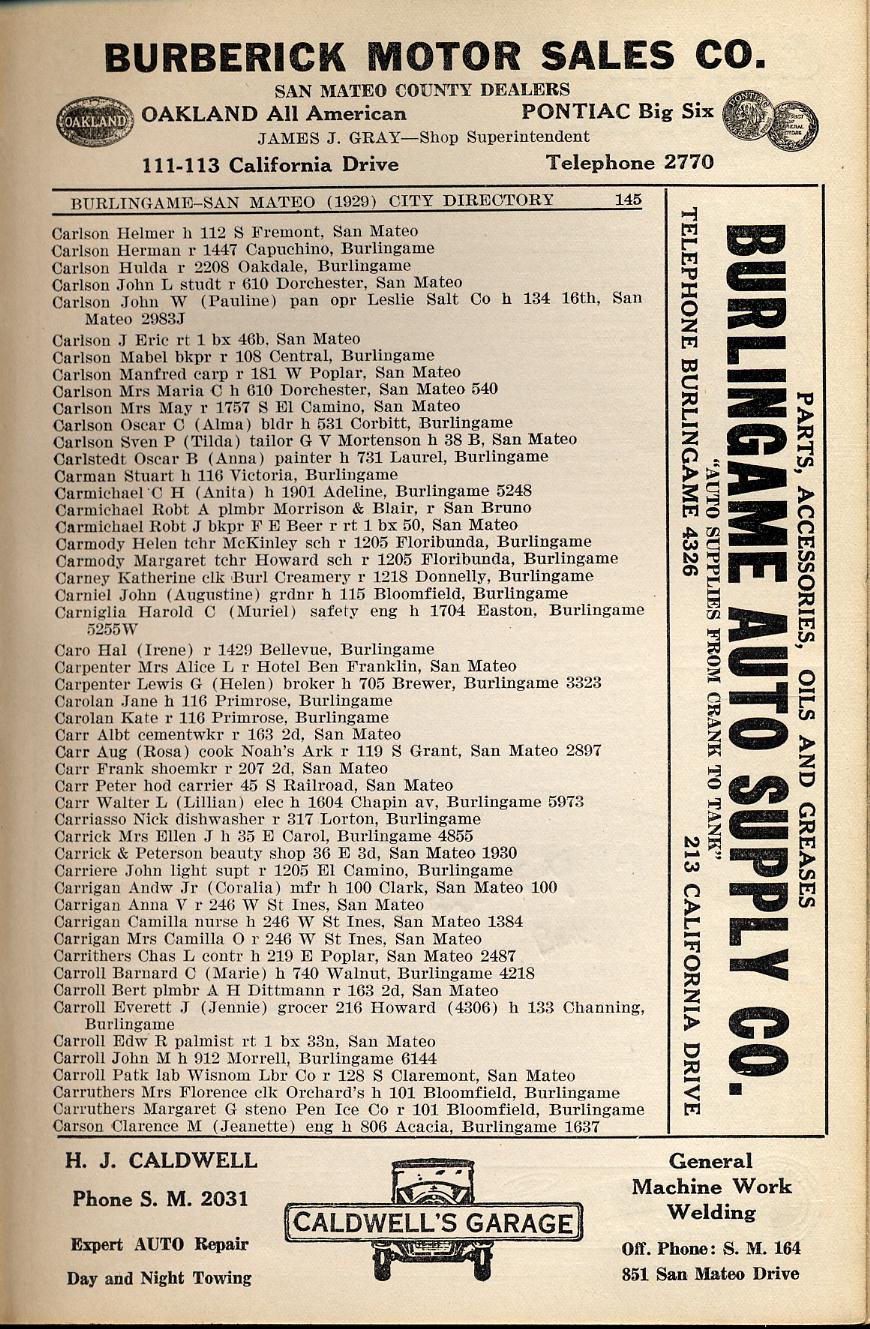 BURBERICK MOTOR SALES CO.
SAN MATEO COUNTY DEALERS
OAKLAND
OAKLAND All American PONTIAC Big Six
PONTIAC
JAMES J. GRAY—Shop Superintendent
111-113 California Drive Telephone 2770
BURLINGAME-SAN MATEO (1929) CITY DIRECTORY 145
Carlson Helmer h 112 S Fremont, San Mateo
Carlson Herman r 1447 Capuchino, Burlingame
Carlson Hulda r 2208 Oakdale, Burlingame
Carlson John L studt r 610 Dorchester, San Mateo
Carlson John W (Pauline) pan opr Leslie Salt Co h 134 16th, San
Mateo 2983J
Carlson J Eric rt 1 bx 46b, San Mateo
Carlson Mabel bkpr r 108 Central, Burlingame
Carlson Manfred carp r 181 W Poplar, San Mateo
Carlson Mrs Maria C h 610 Dorchester, San Mateo 540
Carlson Mrs May r 1757 S El Camino, San Mateo
Carlson Oscar C (Alma) bldr h 531 Corbitt, Burlingame
Carlson Sven P (Tilda) tailor G V Mortenson h 38 B, San Mateo
Carlstedt Oscar B (Anna) painter h 731 Laurel, Burlingame
Carman Stuart h 116 Victoria, Burlingame
Carmichael C H (Anita) h 1901 Adeline, Burlingame 5248
Carmichael Robt A plmbr Morrison & Blair, r San Bruno
Carmichael Robt J bkpr F E Beer r rt 1 bx 50, San Mateo
Carmody Helen tchr McKinley sch r 1205 Floribunda, Burlingame
Carmody Margaret tchr Howard sch r 1205 Floribunda, Burlingame
Carney Katherine clk Burl Creamery r 1218 Donnelly, Burlingame
Carniel John (Augustine) grdnr h 115 Bloomfield, Burlingame
Carniglia Harold C (Muriel) safety eng h 1704 Easton, Burlingame
5255W
Caro Hal (Irene) r 1429 Bellevue, Burlingame
Carpenter Mrs Alice L r Hotel Ben Franklin, San Mateo
Carpenter Lewis G (Helen) broker h 705 Brewer, Burlingame 3323
Carolan Jane h 116 Primrose, Burlingame
Carolan Kate r 116 Primrose, Burlingame
Carr Albt cementwkr r 163 2d, San Mateo
Carr Aug (Rosa) cook Noah's Ark r 119 S Grant, San Mateo 2897
Carr Frank shoemkr r 207 2d, San Mateo
Carr Peter hod carrier 45 S Railroad, San Mateo
Carr Walter L (Lillian) elec h 1604 Chapin av, Burlingame 5973
Carriasso Nick dishwasher r 317 Lorton, Burlingame
Carrick Mrs Ellen J h 35 E Carol, Burlingame 4855
Carrick & Peterson beauty shop 36 E 3d, San Mateo 1930
Carriere John light supt r 1205 El Camino, Burlingame
Carrigan Andw Jr (Coralia) mfr h 100 Clark, San Mateo 100
Carrigan Anna V r 246 W St Ines, San Mateo
Carrigan Camilla nurse h 246 W St Ines, San Mateo 1384
Carrigan Mrs Camilla O r 246 W St Ines, San Mateo
Carrithers Chas L contr h 219 E Poplar, San Mateo 2487
Carroll Barnard C (Marie) h 740 Walnut, Burlingame 4218
Carroll Bert plmbr A H Dittmann r 163 2d, San Mateo
Carroll Everett J (Jennie) grocer 216 Howard (4306) h 133 Channing,
Burlingame
Carroll Edw R palmist rt 1 bx 33n, San Mateo
Carroll John M h 912 Morrell, Burlingame 6144
Carroll Patk lab Wisnom Lbr Co r 128 S Claremont, San Mateo
Carruthers Mrs Florence clk Orchard's h 101 Bloomfield, Burlingame
Carruthers Margaret G steno Pen Ice Co r 101 Bloomfield, Burlingame
Carson Clarence M (Jeanette) eng h 806 Acacia, Burlingame 1637
PARTS, ACCESSORIES, OILS AND GREASES
BURLINGAME AUTO SUPPLY CO.
"AUTO SUPPLIES FROM CRANK TO TANK"
TELEPHONE BURLINGAME 4326 213 CALIFORNIA DRIVE
H. J. CALDWELL
Phone S. M. 2031
Expert AUTO Repair
Day and Night Towing
CALDWELL'S GARAGE
General
Machine Work
Welding
Off. Phone: S. M. 164
851 San Mateo Drive